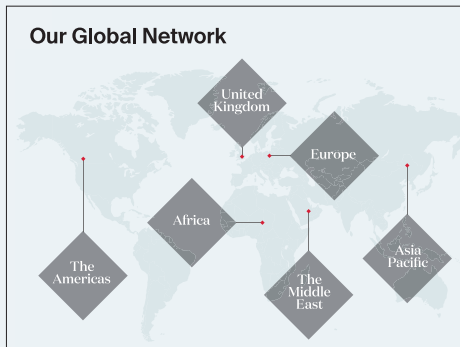 Our Global Network
United
Kingdom
Europe
Africa
The
Americas
The
Middle
East
Asia
Pacific